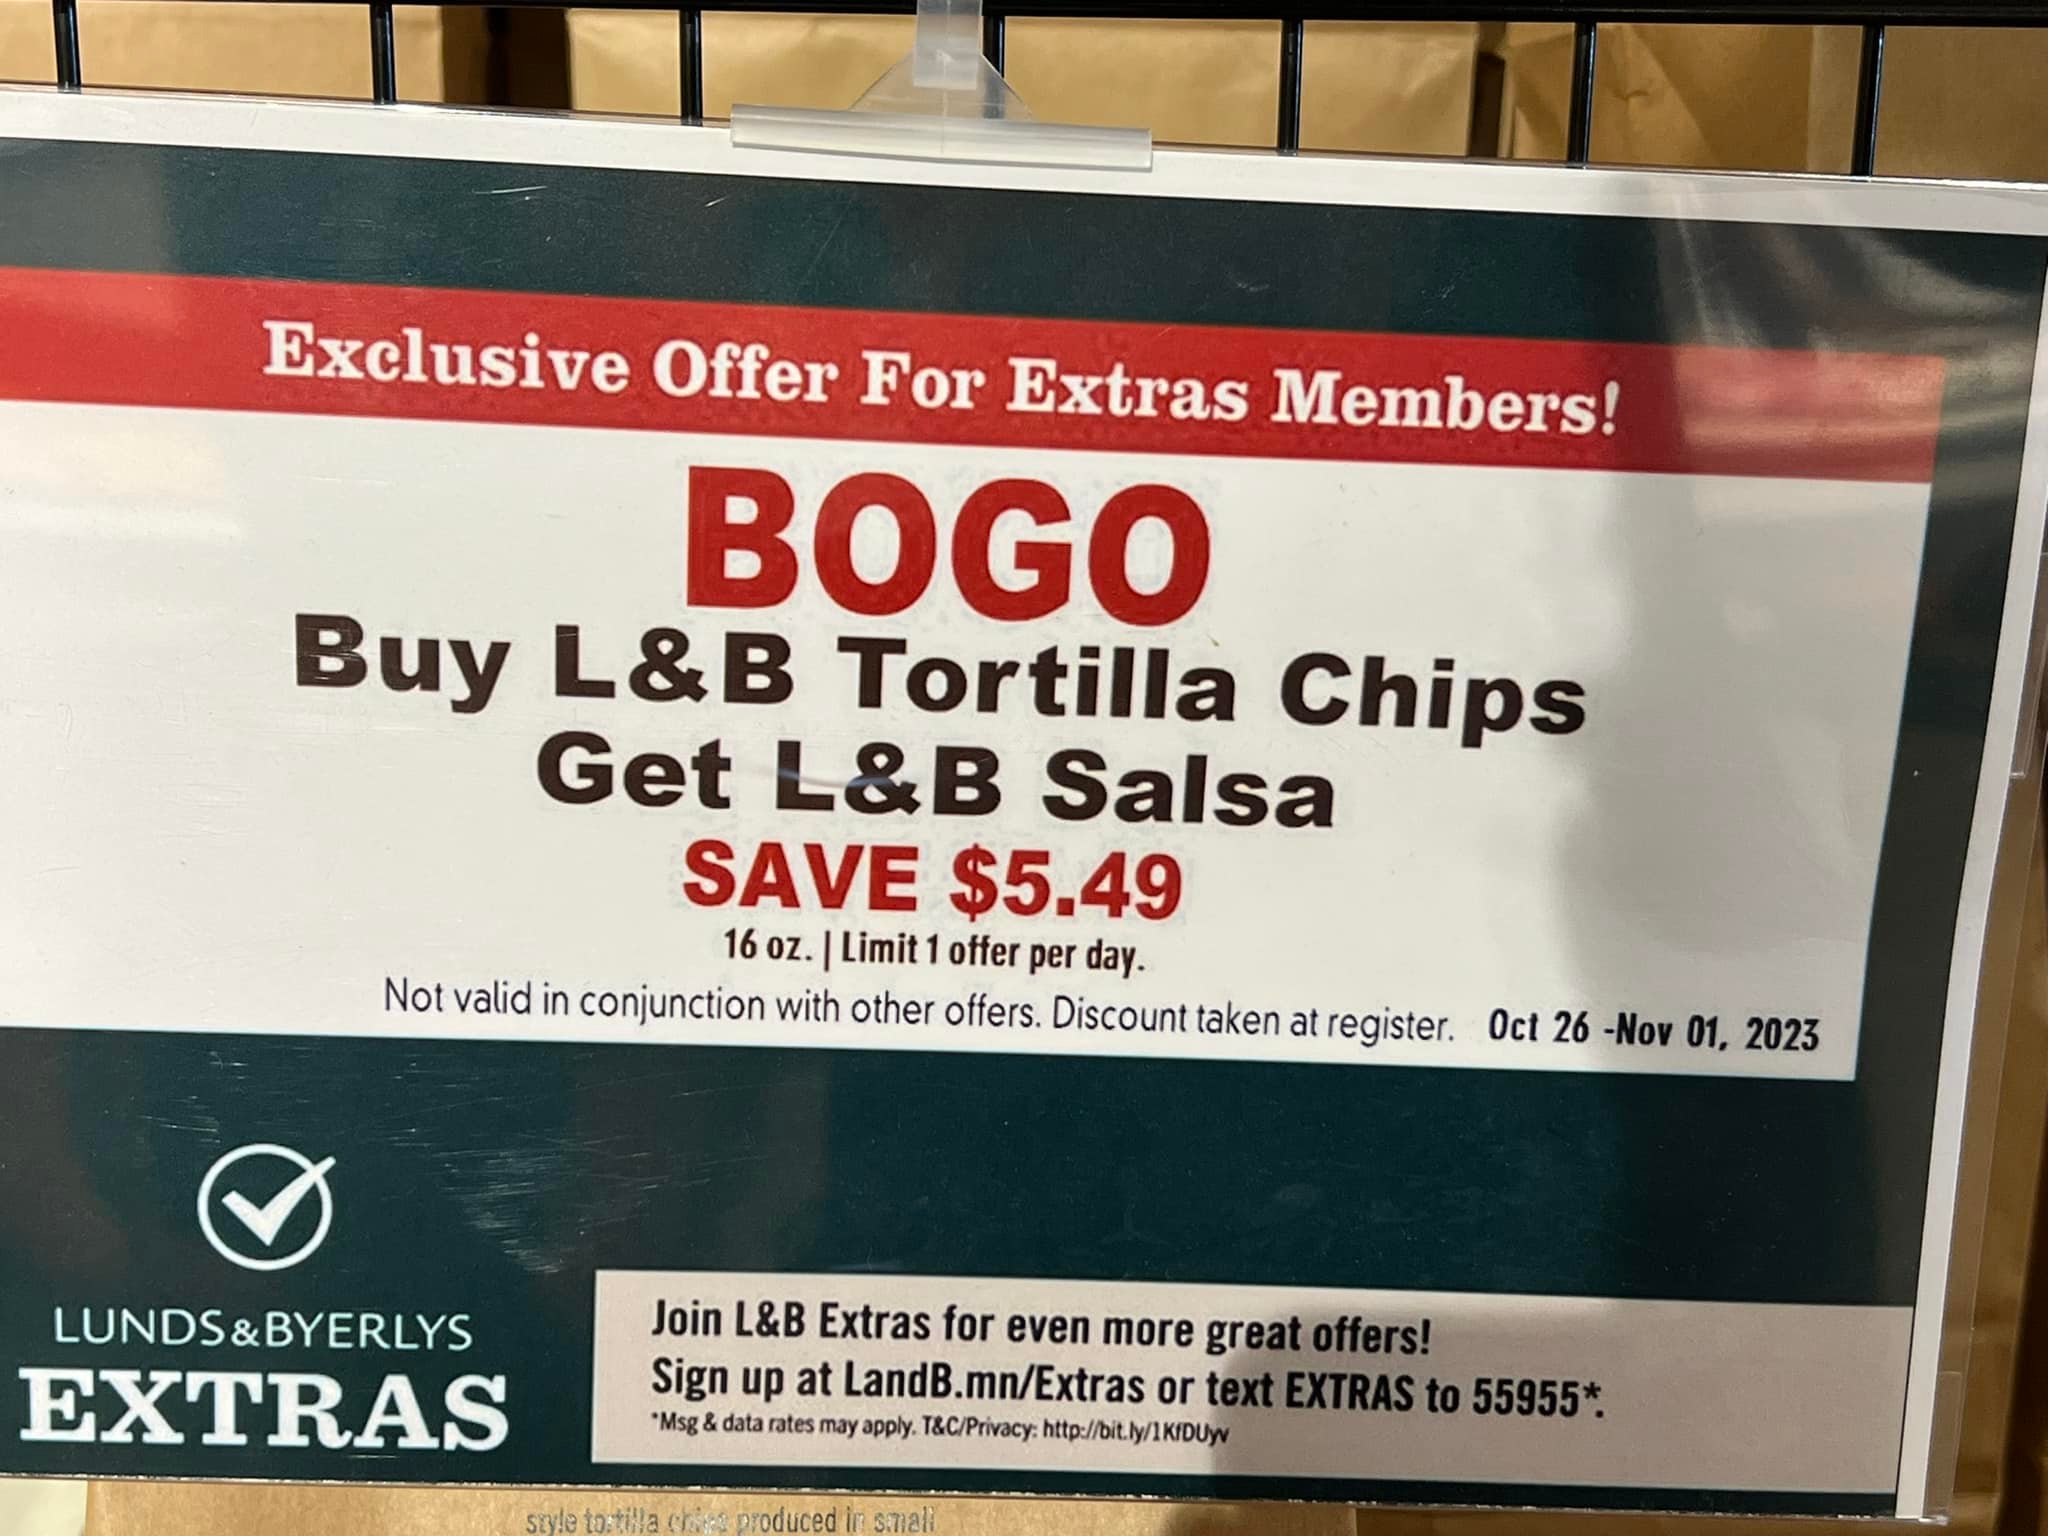 Exclusive Offer For Extras Members!
BOGO
Buy L&B Tortilla Chips
Get L&B Salsa
SAVE $5.49
16 oz. | Limit 1 offer per day.
Not valid in conjunction with other offers. Discount taken at register. Oct 26 -Nov 01, 2023
LUNDS&BYERLYS
EXTRAS
Join L&B Extras for even more great offers!
Sign up at LandB.mn/Extras or text EXTRAS to 55955*.
*Msg & data rates may apply. T&C/Privacy: http://bit.ly/1KfDUyv
style tortilla chips produced in small